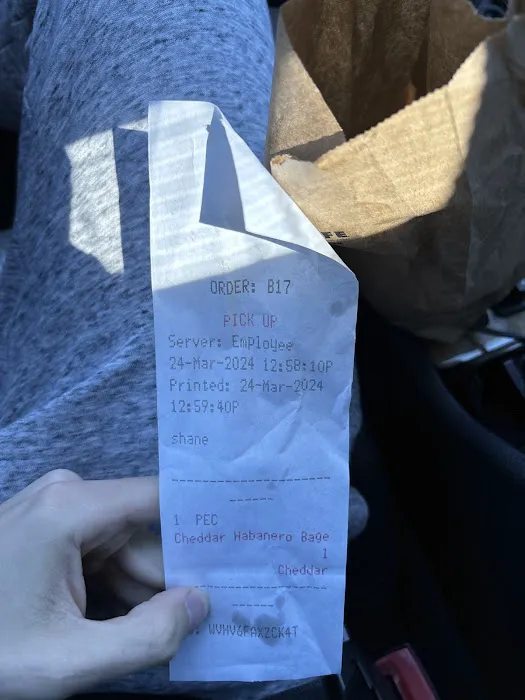 ORDER: B17
PICK UP
Server: Employee
24-Mar-2024 12:58:10P
Printed: 24-Mar-2024
12:59:40P
shane
1 PEC
Cheddar Habanero Bage
1
Cheddar
WVHV6PAXZCK4T